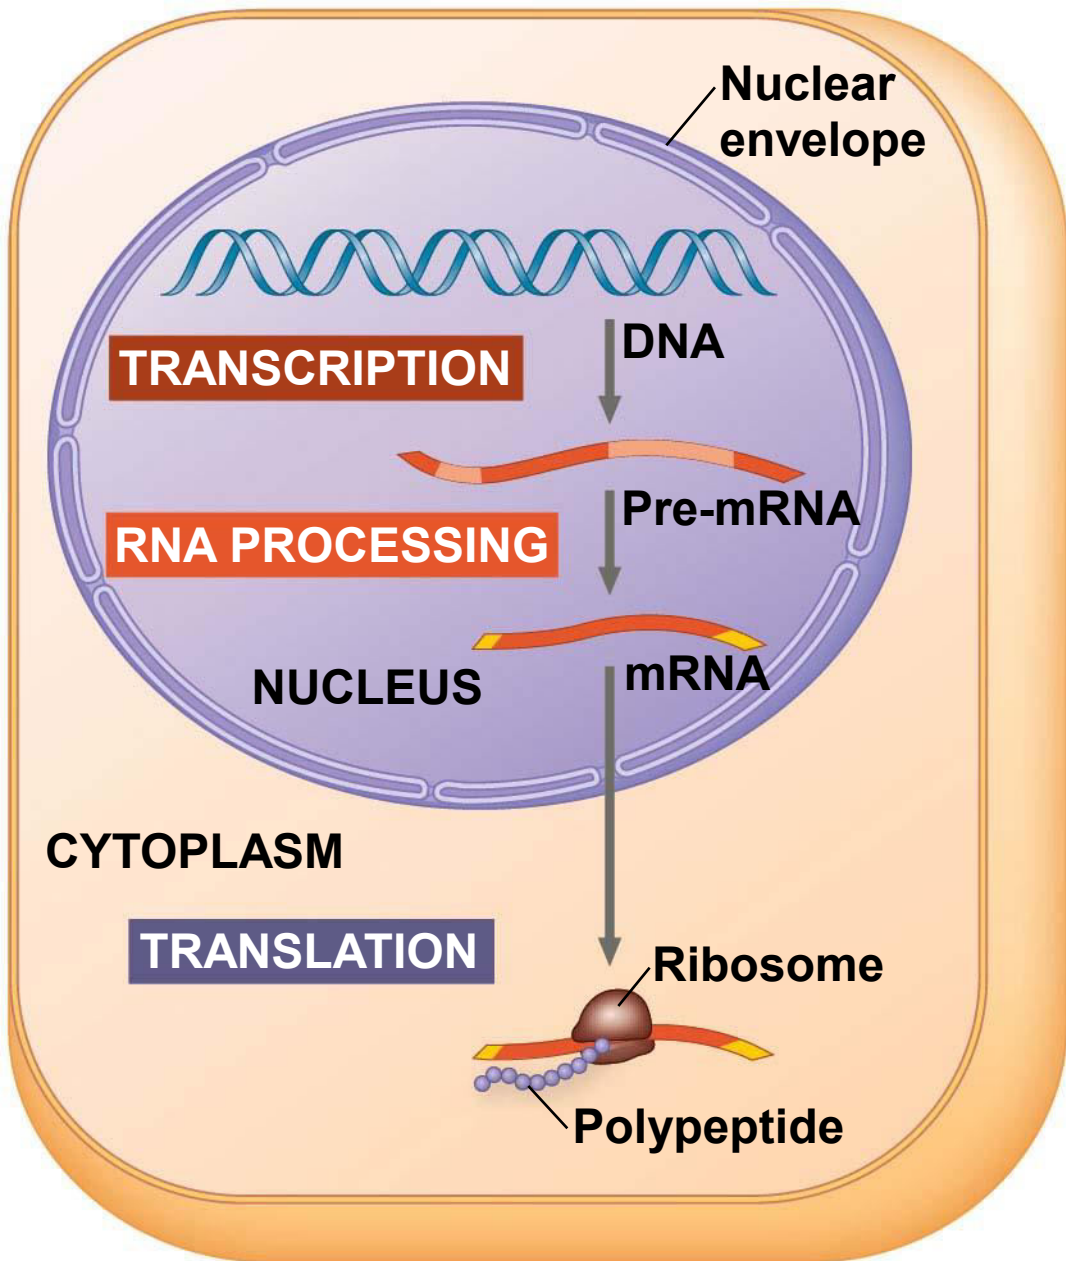 Nuclear
envelope
DNA
TRANSCRIPTION
Pre-mRNA
RNA PROCESSING
mRNA
NUCLEUS
CYTOPLASM
TRANSLATION
Ribosome
Polypeptide